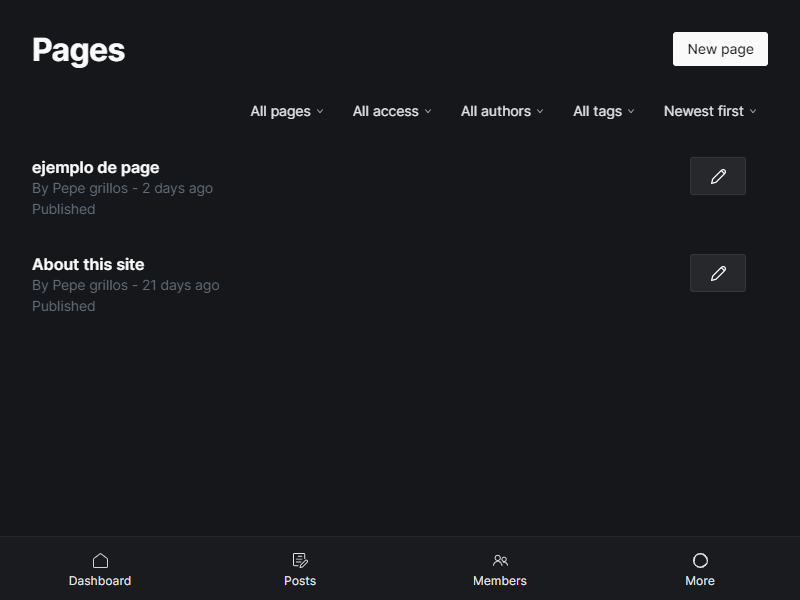 Pages
New page
All pages
All access
All authors
All tags
Newest first
ejemplo de page
By Pepe grillos - 2 days ago
Published
About this site
By Pepe grillos - 21 days ago
Published
Dashboard
Posts
Members
More